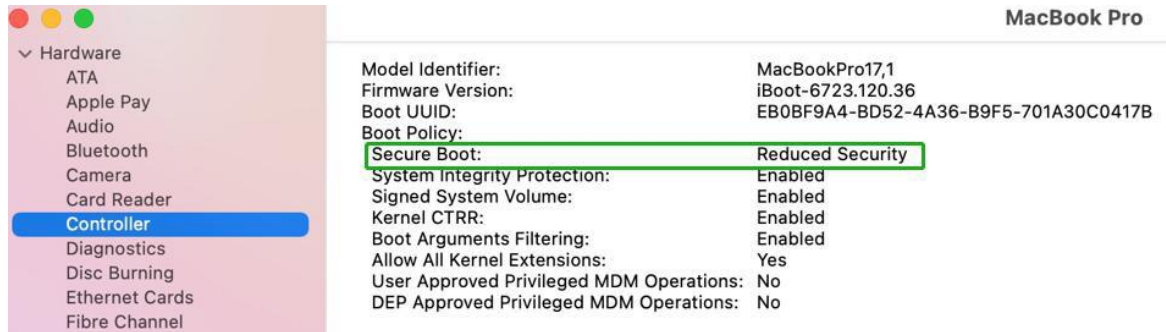 MacBook Pro
Hardware
ATA
Apple Pay
Audio
Bluetooth
Camera
Card Reader
Controller
Diagnostics
Disc Burning
Ethernet Cards
Fibre Channel
Model Identifier: MacBookPro17,1
Firmware Version: iBoot-6723.120.36
Boot UUID: EB0BF9A4-BD52-4A36-B9F5-701A30C0417B
Boot Policy:
Secure Boot: Reduced Security
System Integrity Protection: Enabled
Signed System Volume: Enabled
Kernel CTRR: Enabled
Boot Arguments Filtering: Enabled
Allow All Kernel Extensions: Yes
User Approved Privileged MDM Operations: No
DEP Approved Privileged MDM Operations: No